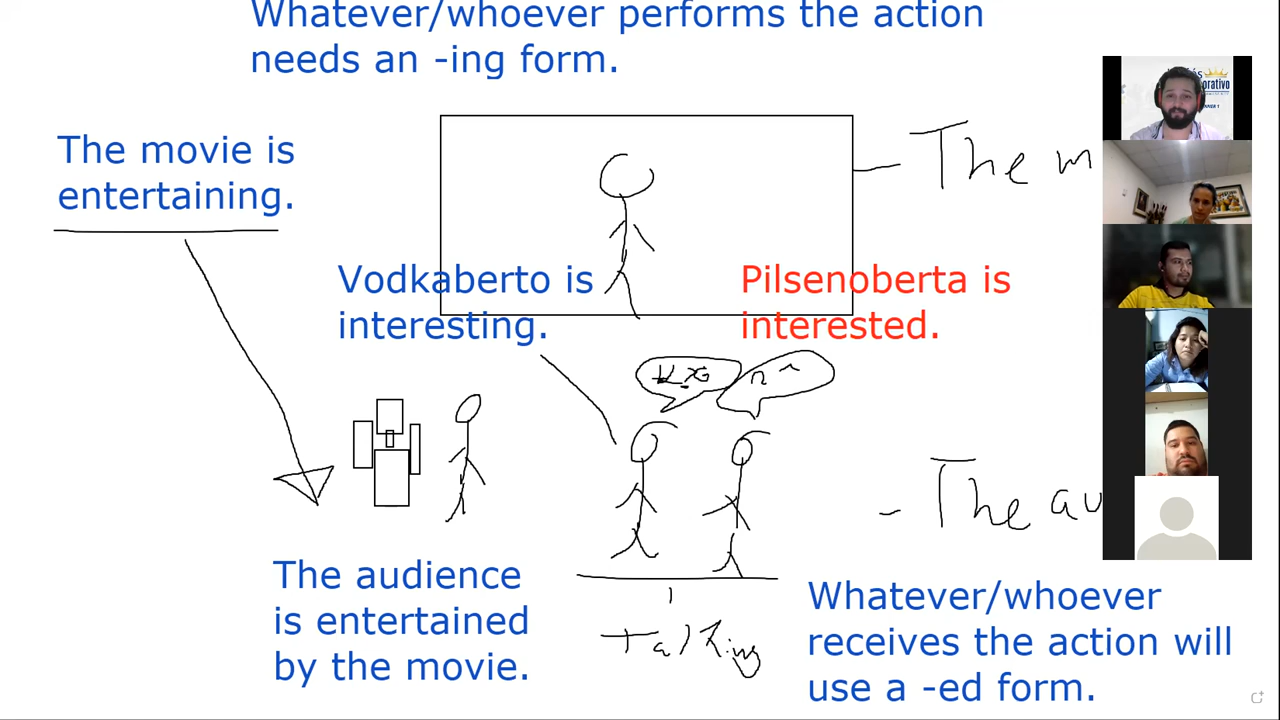 Whatever/whoever performs the action
needs an -ing form.
The movie is
entertaining.
The m
Vodkaberto is
interesting.
Pilsenoberta is
interested.
The au
The audience
is entertained
by the movie.
Talking
Whatever/whoever
receives the action will
use a -ed form.
orativo